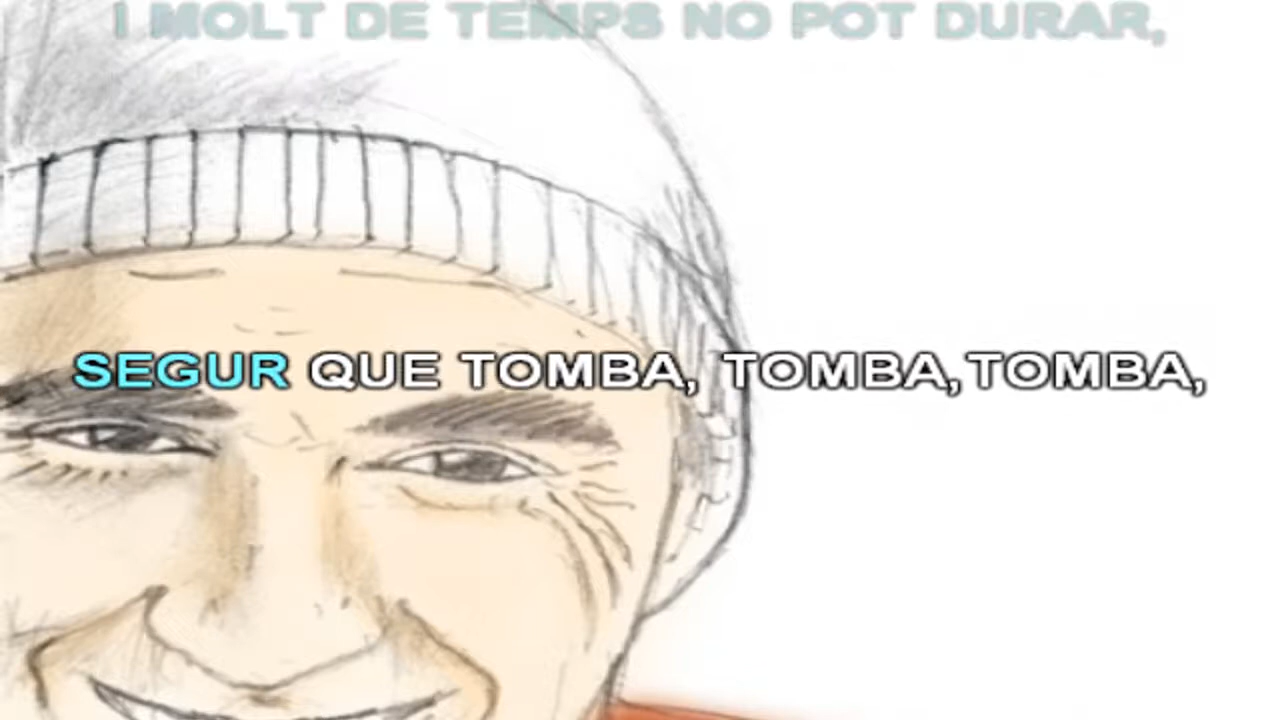 I MOLT DE TEMPS NO POT DURAR,
SEGUR QUE TOMBA, TOMBA, TOMBA,